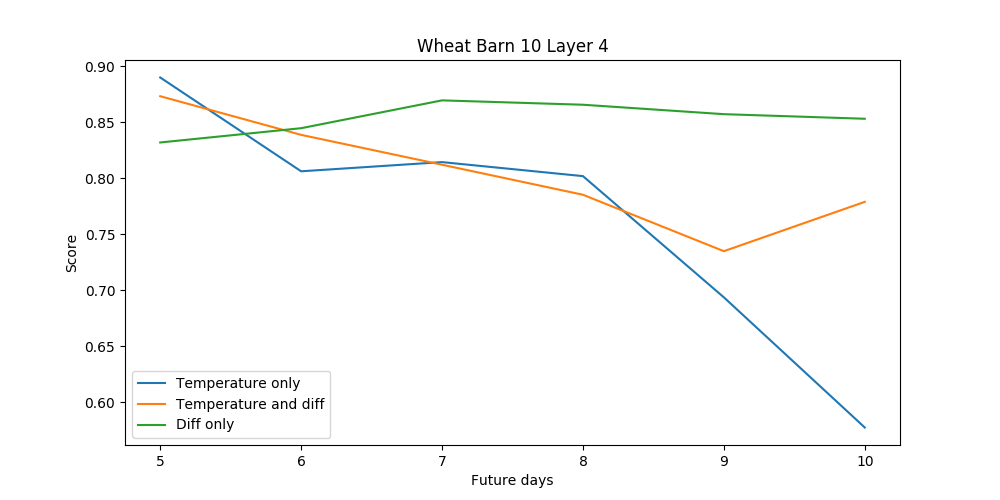 Wheat Barn 10 Layer 4
0.90
0.85
0.80
0.75
0.70
0.65
0.60
Score
Temperature only
Temperature and diff
Diff only
5 6 7 8 9 10
Future days